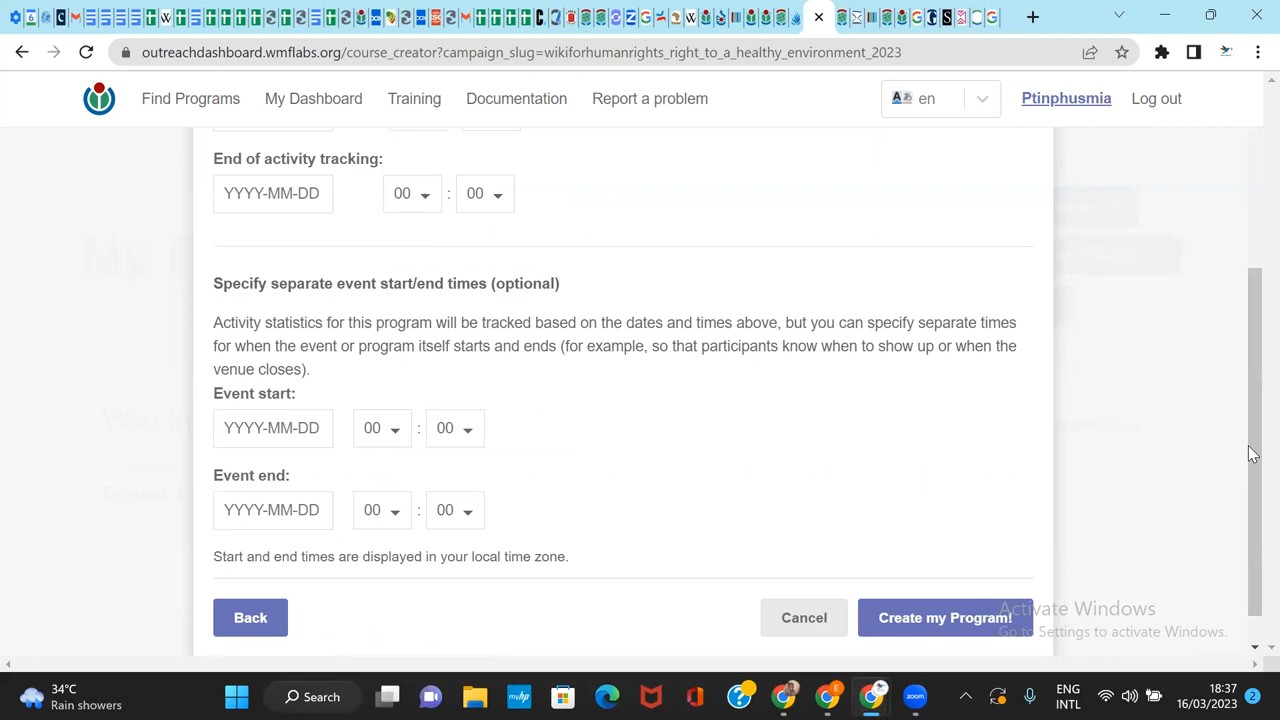 outreachdashboard.wmflabs.org/course_creator?campaign_slug=wikiforhumanrights_right_to_a_healthy_environment_2023
Find Programs My Dashboard Training Documentation Report a problem en Ptinphusmia Log out
End of activity tracking:
YYYY-MM-DD 00 : 00
Specify separate event start/end times (optional)
Activity statistics for this program will be tracked based on the dates and times above, but you can specify separate times
for when the event or program itself starts and ends (for example, so that participants know when to show up or when the
venue closes).
Event start:
YYYY-MM-DD 00 : 00
Event end:
YYYY-MM-DD 00 : 00
Start and end times are displayed in your local time zone.
Back Cancel Create my Program!
Activate Windows
Go to Settings to activate Windows.
34°C
Rain showers
Search
ENG
INTL
18:37
16/03/2023
2